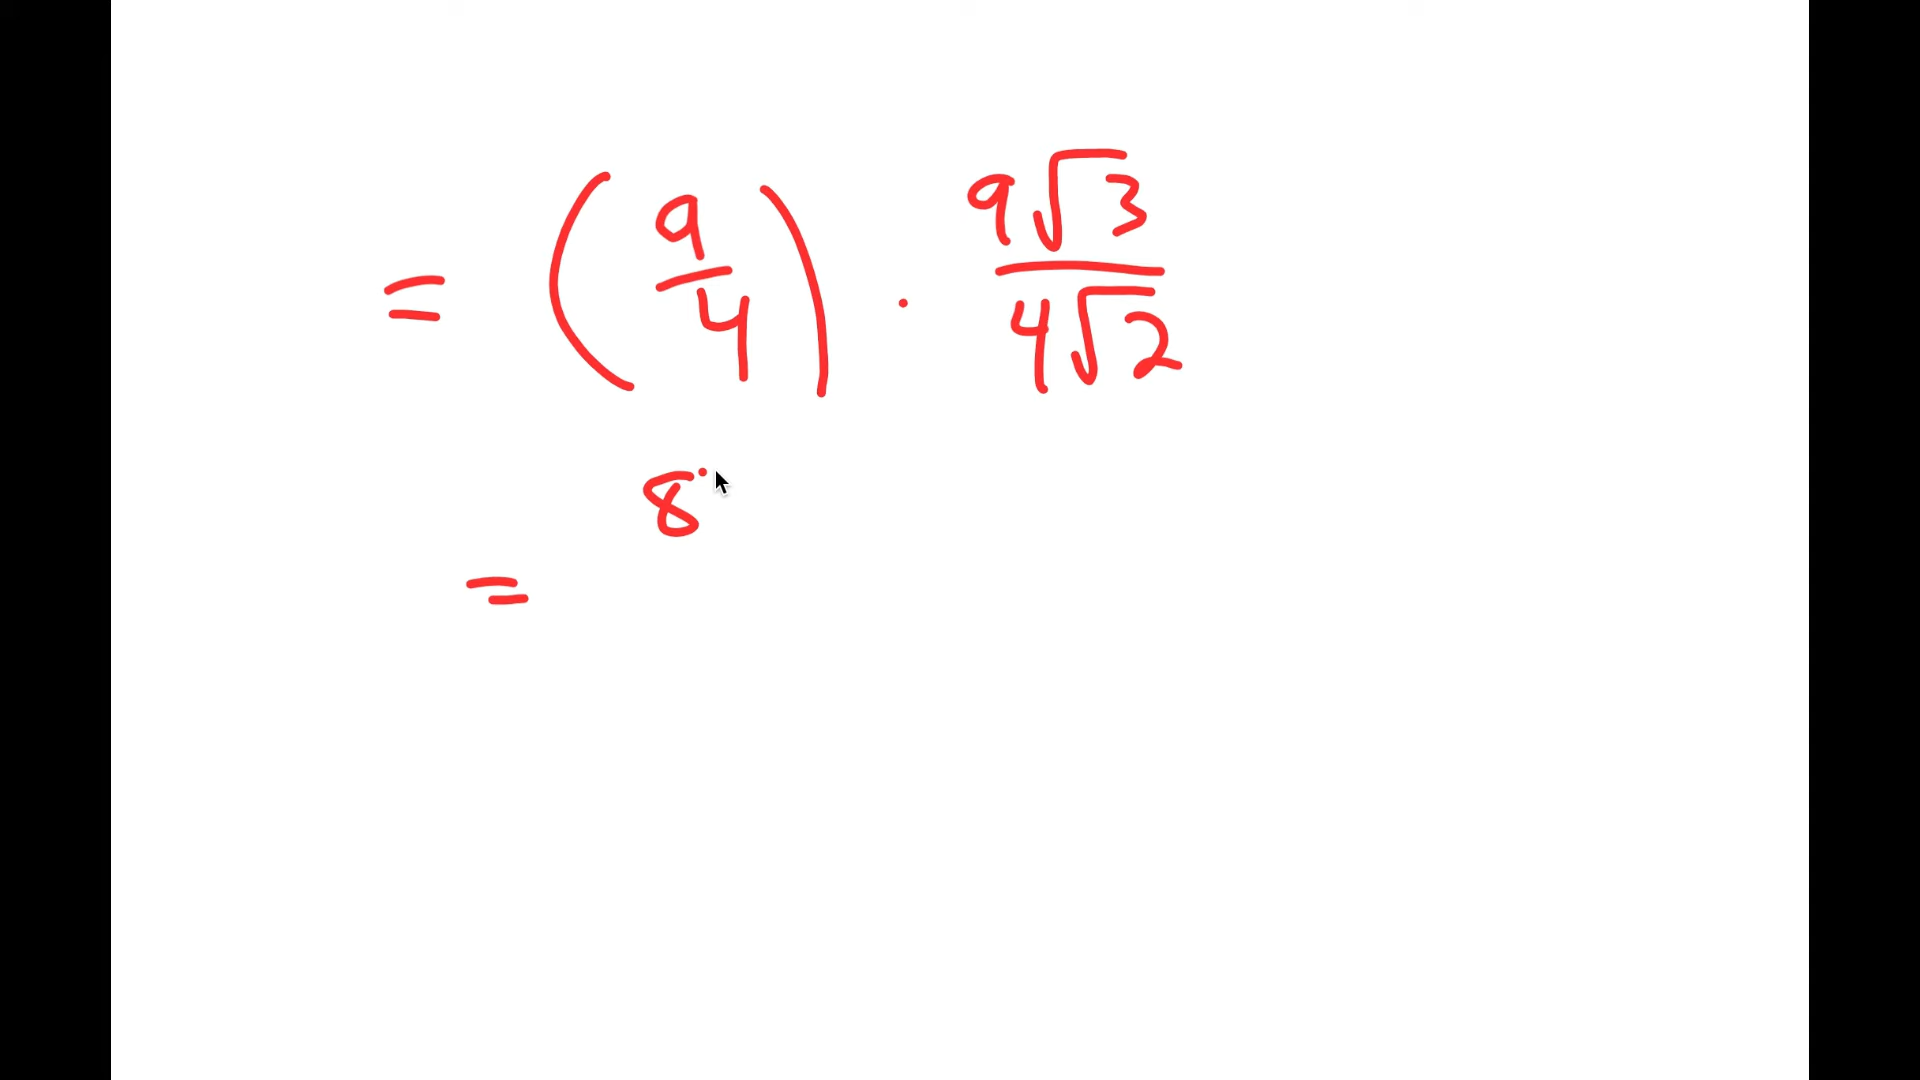 = (9/4) · 9√3/4√2
= 8